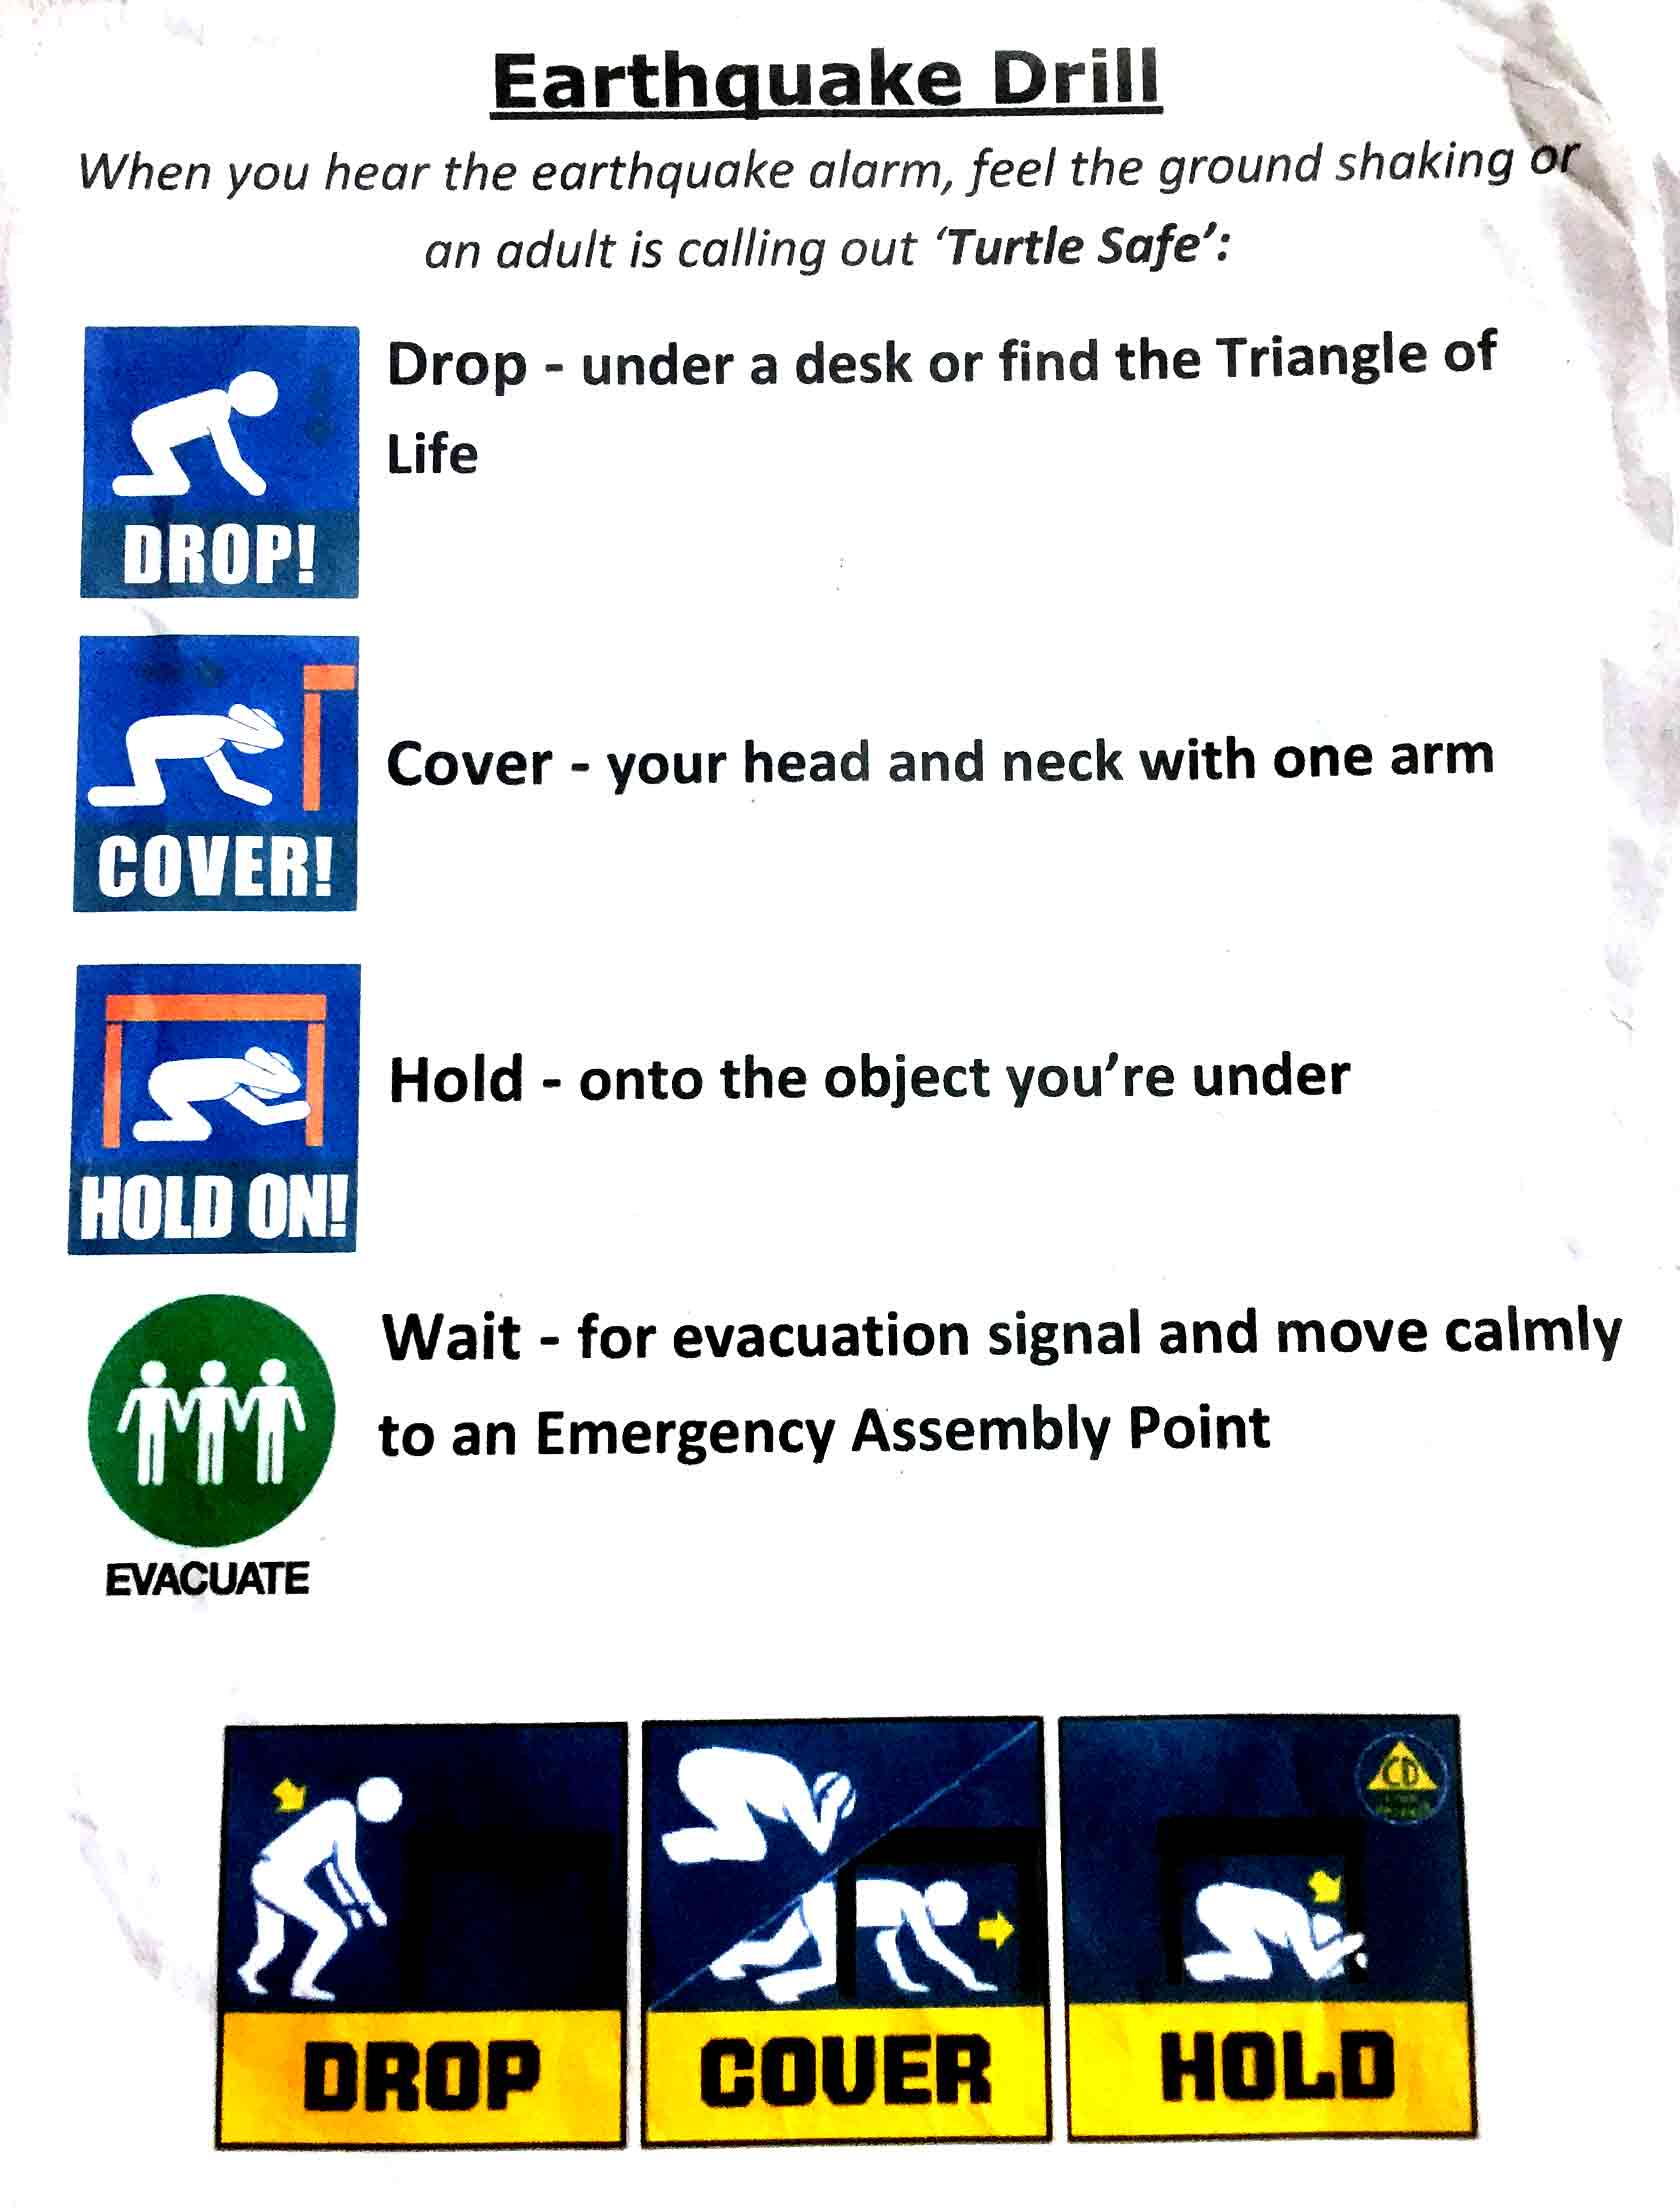 Earthquake Drill
When you hear the earthquake alarm, feel the ground shaking or
an adult is calling out ‘Turtle Safe’:
DROP!
Drop - under a desk or find the Triangle of
Life
COVER!
Cover - your head and neck with one arm
HOLD ON!
Hold - onto the object you’re under
EVACUATE
Wait - for evacuation signal and move calmly
to an Emergency Assembly Point
DROP
COVER
CD
HOLD